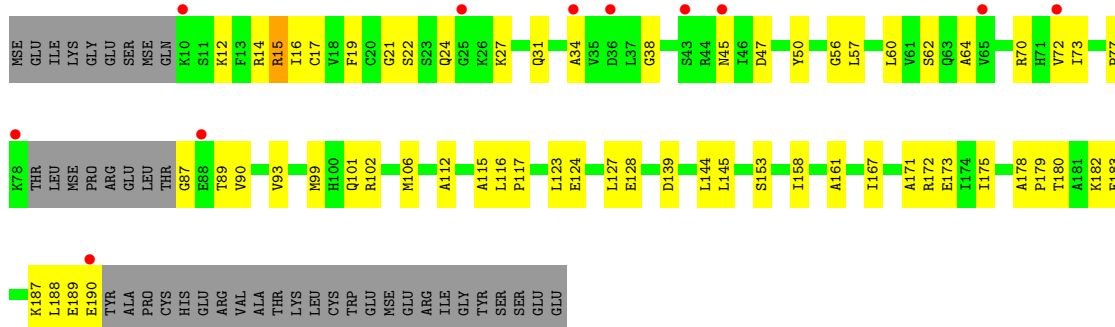 MSE GLU ILE LYS GLY GLU SER MSE GLN K10 S11 K12 F13 R14 R15 I16 C17 V18 F19 C20 G21 S22 S23 Q24 G25 K26 K27 Q31 A34 V35 D36 L37 G38 S43 R44 N45 I46 D47 Y50 G56 L57 L60 V61 S62 Q63 A64 V65 R70 H71 V72 I73
K78 THR LEU MSE PRO ARG GLU LEU THR G87 E88 T89 V90 V93 M99 H100 Q101 R102 M106 A112 A115 L116 P117 L123 E124 L127 E128 D139 L144 L145 S153 I158 A161 I167 A171 R172 E173 I174 I175 A178 P179 T180 A181 K182
K187 L188 E189 E190 TYR ALA PRO CYS HIS GLU ARG VAL ALA THR LYS LEU CYS TRP GLU MSE GLU ARG ILE GLY TYR SER SER GLU GLU